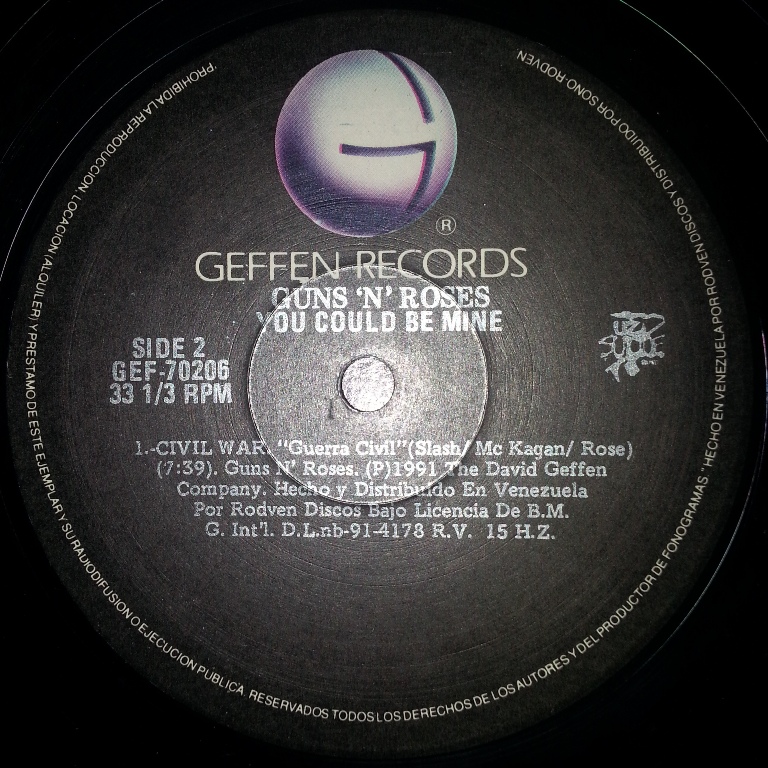 ®
GEFFEN RECORDS
GUNS 'N' ROSES
YOU COULD BE MINE
SIDE 2
GEF-70206
33 1/3 RPM
1.-CIVIL WAR. "Guerra Civil"(Slash/ Mc Kagan/ Rose)
(7:39). Guns N' Roses. (P)1991 The David Geffen
Company. Hecho y Distribuido En Venezuela
Por Rodven Discos Bajo Licencia De B.M.
G. Int'l. D.L.nb-91-4178 R.V. 15 H.Z.
PROHIBIDA LA REPRODUCCION, LOCACION (ALQUILER) Y PRESTAMO DE ESTE EJEMPLAR Y SU RADIODIFUSION O EJECUCION PUBLICA. RESERVADOS TODOS LOS DERECHOS DE LOS AUTORES Y DEL PRODUCTOR DE FONOGRAMAS "HECHO EN VENEZUELA POR RODVEN DISCOS Y DISTRIBUIDO POR SONO-RODVEN